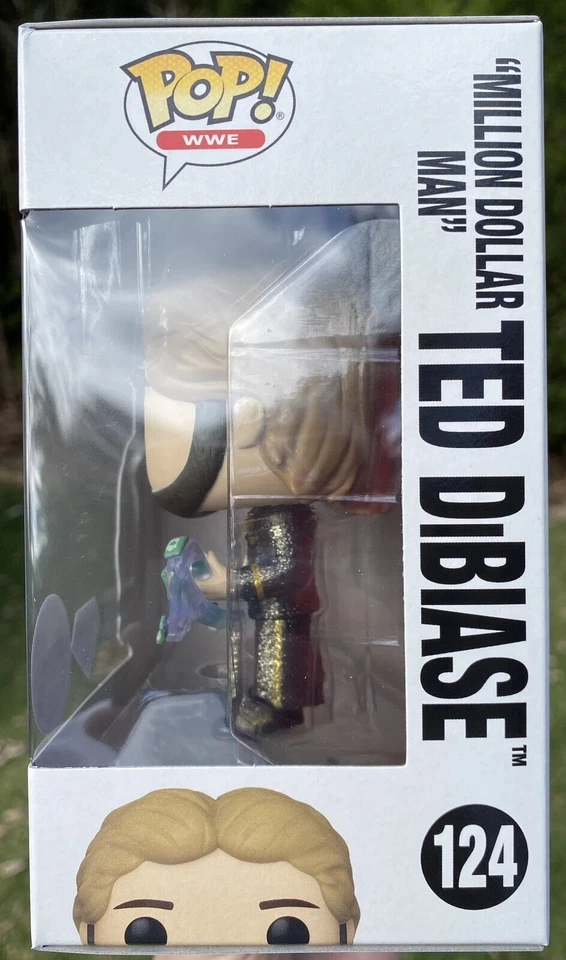 POP!®
WWE
“MILLION DOLLAR
MAN”
TED DiBIASE™
124